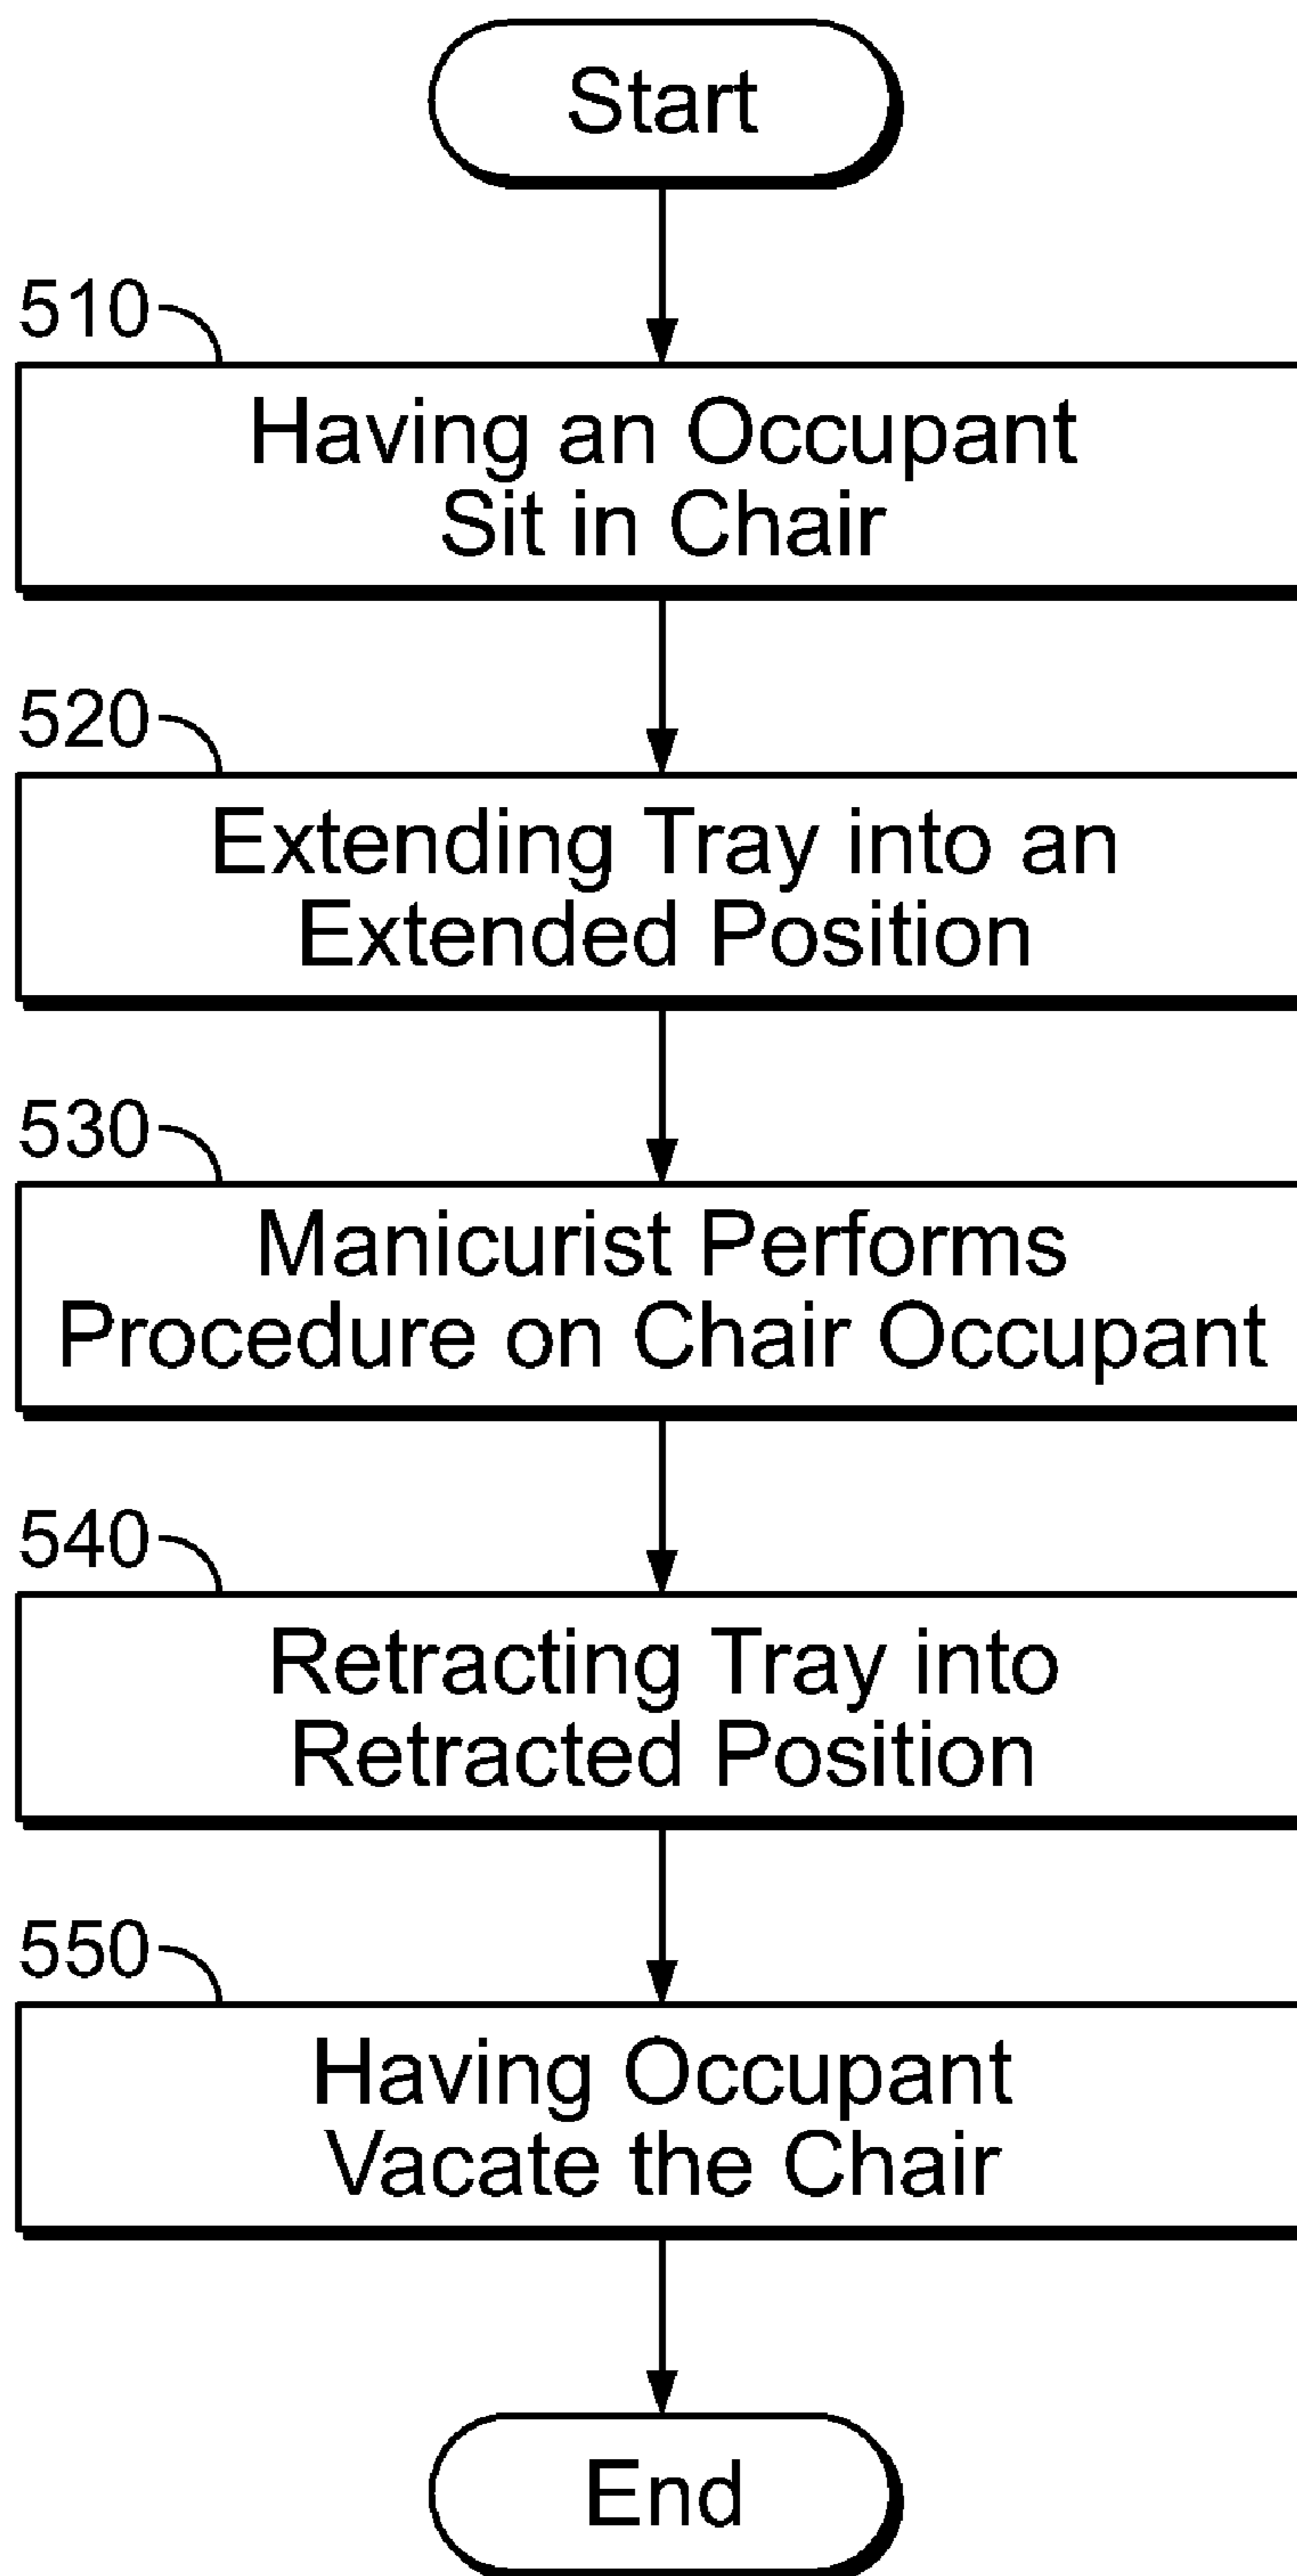 Start
510
Having an Occupant
Sit in Chair
520
Extending Tray into an
Extended Position
530
Manicurist Performs
Procedure on Chair Occupant
540
Retracting Tray into
Retracted Position
550
Having Occupant
Vacate the Chair
End